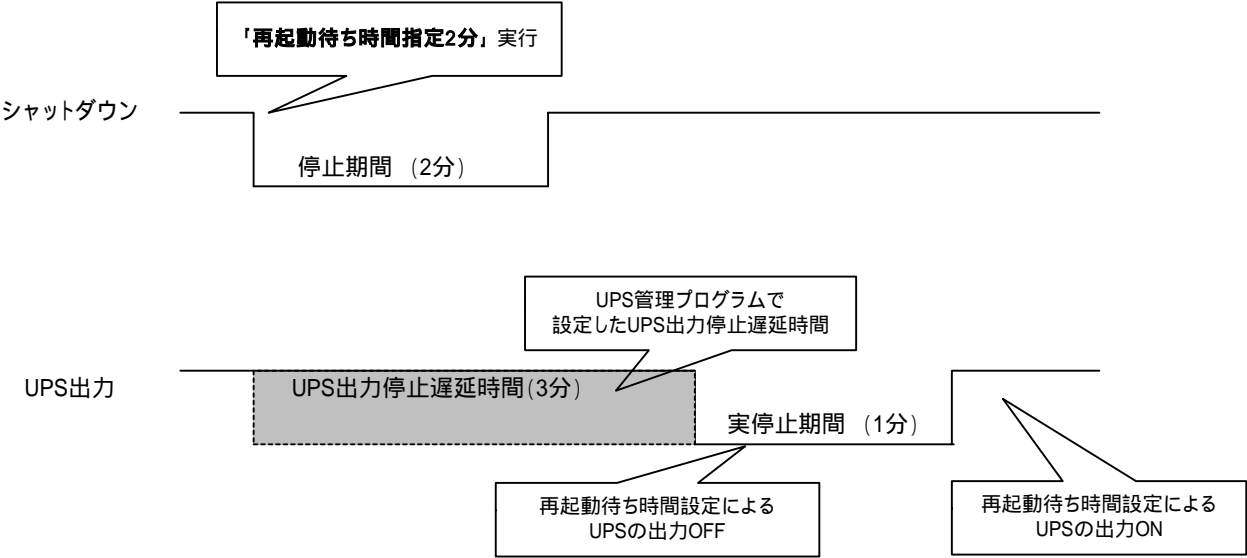 「再起動待ち時間指定2分」実行
シャットダウン
停止期間 (2分)
UPS管理プログラムで
設定したUPS出力停止遅延時間
UPS出力
UPS出力停止遅延時間(3分)
実停止期間 (1分)
再起動待ち時間設定による
UPSの出力OFF
再起動待ち時間設定による
UPSの出力ON